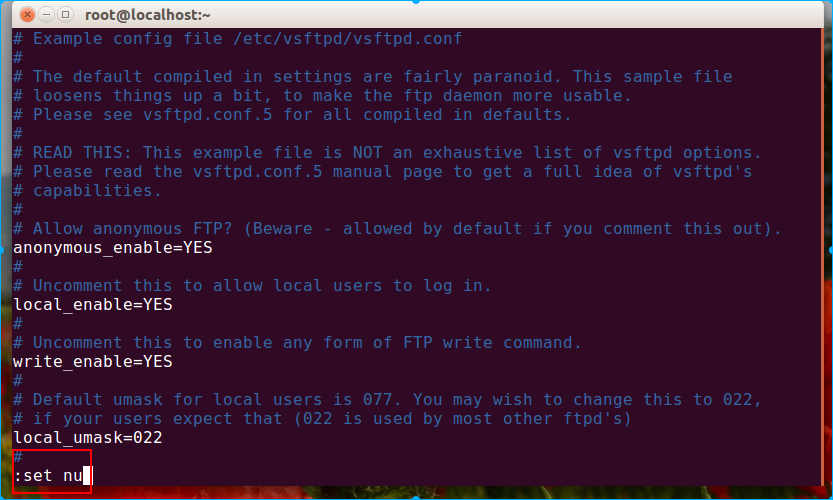 root@localhost:~
# Example config file /etc/vsftpd/vsftpd.conf
#
# The default compiled in settings are fairly paranoid. This sample file
# loosens things up a bit, to make the ftp daemon more usable.
# Please see vsftpd.conf.5 for all compiled in defaults.
#
# READ THIS: This example file is NOT an exhaustive list of vsftpd options.
# Please read the vsftpd.conf.5 manual page to get a full idea of vsftpd's
# capabilities.
#
# Allow anonymous FTP? (Beware - allowed by default if you comment this out).
anonymous_enable=YES
#
# Uncomment this to allow local users to log in.
local_enable=YES
#
# Uncomment this to enable any form of FTP write command.
write_enable=YES
#
# Default umask for local users is 077. You may wish to change this to 022,
# if your users expect that (022 is used by most other ftpd's)
local_umask=022
#
:set nu